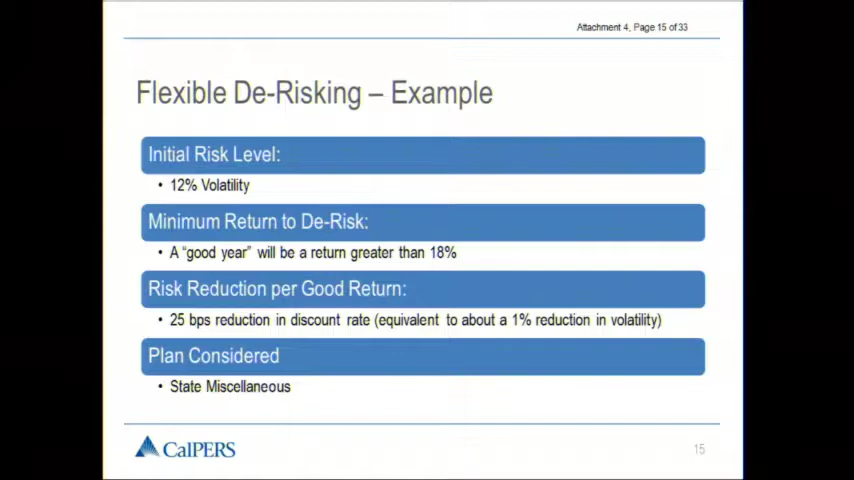 Attachment 4, Page 15 of 33
Flexible De-Risking – Example
Initial Risk Level:
• 12% Volatility
Minimum Return to De-Risk:
• A “good year” will be a return greater than 18%
Risk Reduction per Good Return:
• 25 bps reduction in discount rate (equivalent to about a 1% reduction in volatility)
Plan Considered
• State Miscellaneous
CalPERS
15